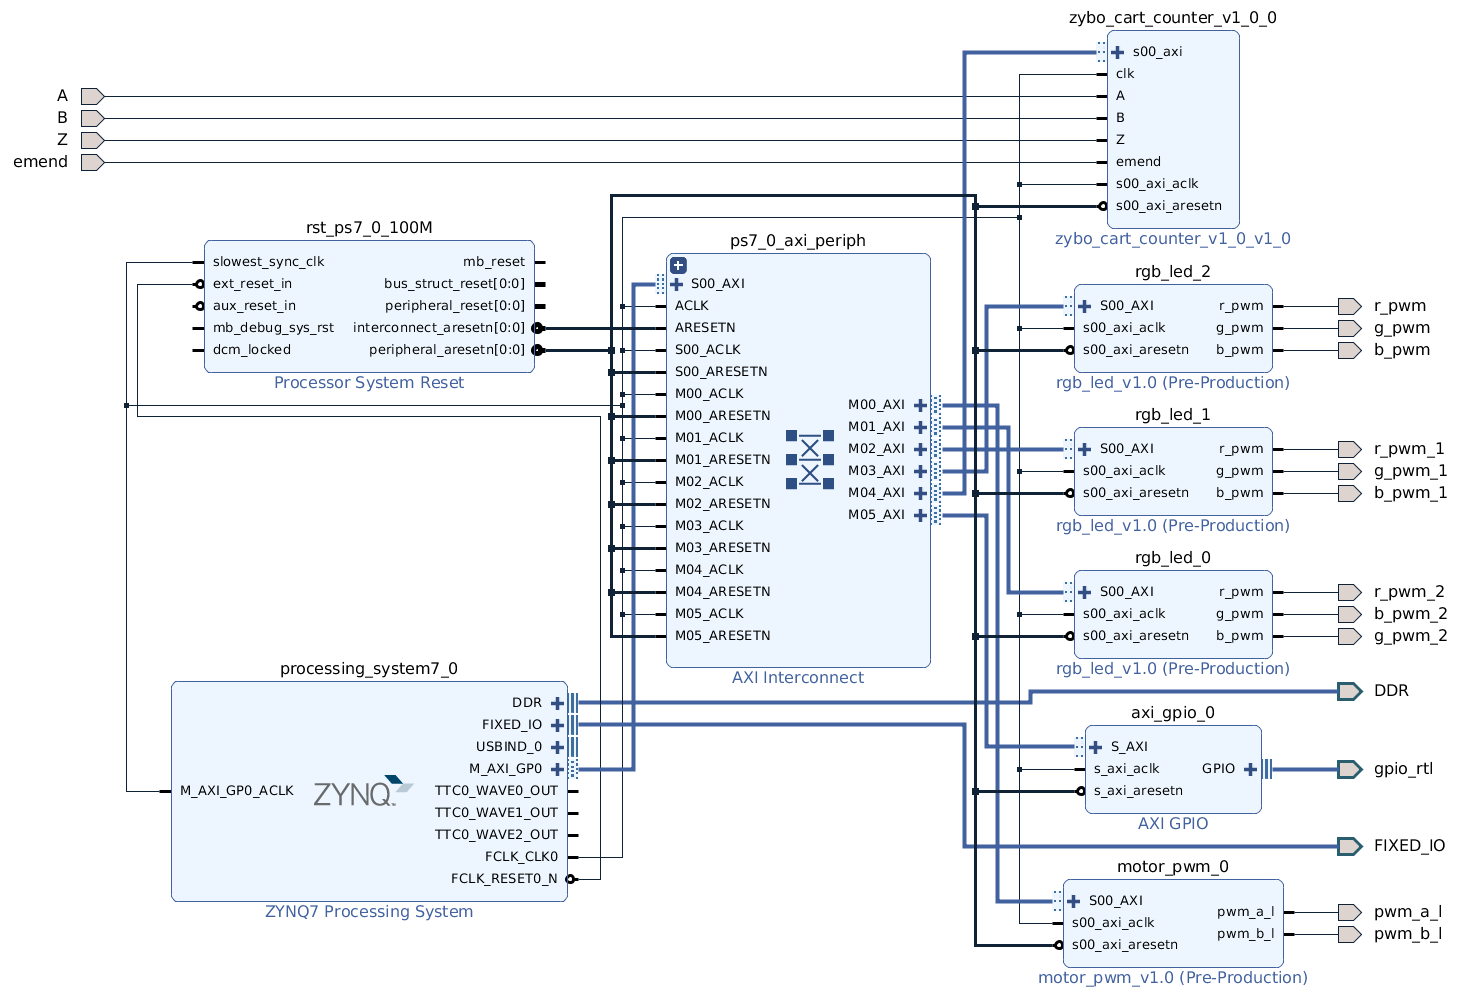 A
B
Z
emend
zybo_cart_counter_v1_0_0
s00_axi
clk
A
B
Z
emend
s00_axi_aclk
s00_axi_aresetn
zybo_cart_counter_v1_0_v1_0
rst_ps7_0_100M
slowest_sync_clk
ext_reset_in
aux_reset_in
mb_debug_sys_rst
dcm_locked
mb_reset
bus_struct_reset[0:0]
peripheral_reset[0:0]
interconnect_aresetn[0:0]
peripheral_aresetn[0:0]
Processor System Reset
ps7_0_axi_periph
S00_AXI
ACLK
ARESETN
S00_ACLK
S00_ARESETN
M00_ACLK
M00_ARESETN
M01_ACLK
M01_ARESETN
M02_ACLK
M02_ARESETN
M03_ACLK
M03_ARESETN
M04_ACLK
M04_ARESETN
M05_ACLK
M05_ARESETN
M00_AXI
M01_AXI
M02_AXI
M03_AXI
M04_AXI
M05_AXI
AXI Interconnect
rgb_led_2
S00_AXI
s00_axi_aclk
s00_axi_aresetn
r_pwm
g_pwm
b_pwm
rgb_led_v1.0 (Pre-Production)
r_pwm
g_pwm
b_pwm
rgb_led_1
S00_AXI
s00_axi_aclk
s00_axi_aresetn
r_pwm
g_pwm
b_pwm
rgb_led_v1.0 (Pre-Production)
r_pwm_1
g_pwm_1
b_pwm_1
rgb_led_0
S00_AXI
s00_axi_aclk
s00_axi_aresetn
r_pwm
g_pwm
b_pwm
rgb_led_v1.0 (Pre-Production)
r_pwm_2
b_pwm_2
g_pwm_2
processing_system7_0
M_AXI_GP0_ACLK
ZYNQ
DDR
FIXED_IO
USBIND_0
M_AXI_GP0
TTC0_WAVE0_OUT
TTC0_WAVE1_OUT
TTC0_WAVE2_OUT
FCLK_CLK0
FCLK_RESET0_N
ZYNQ7 Processing System
DDR
axi_gpio_0
S_AXI
s_axi_aclk
s_axi_aresetn
GPIO
AXI GPIO
gpio_rtl
FIXED_IO
motor_pwm_0
S00_AXI
s00_axi_aclk
s00_axi_aresetn
pwm_a_l
pwm_b_l
motor_pwm_v1.0 (Pre-Production)
pwm_a_l
pwm_b_l